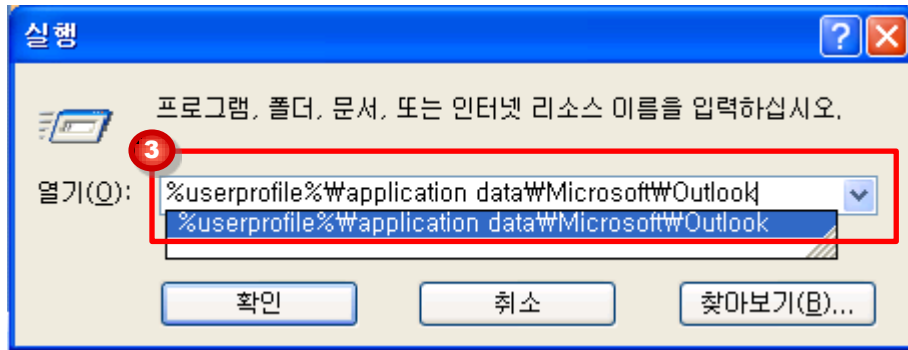 실행
프로그램, 폴더, 문서, 또는 인터넷 리소스 이름을 입력하십시오.
3
열기(O): %userprofile%₩application data₩Microsoft₩Outlook
%userprofile%₩application data₩Microsoft₩Outlook
확인 취소 찾아보기(B)...